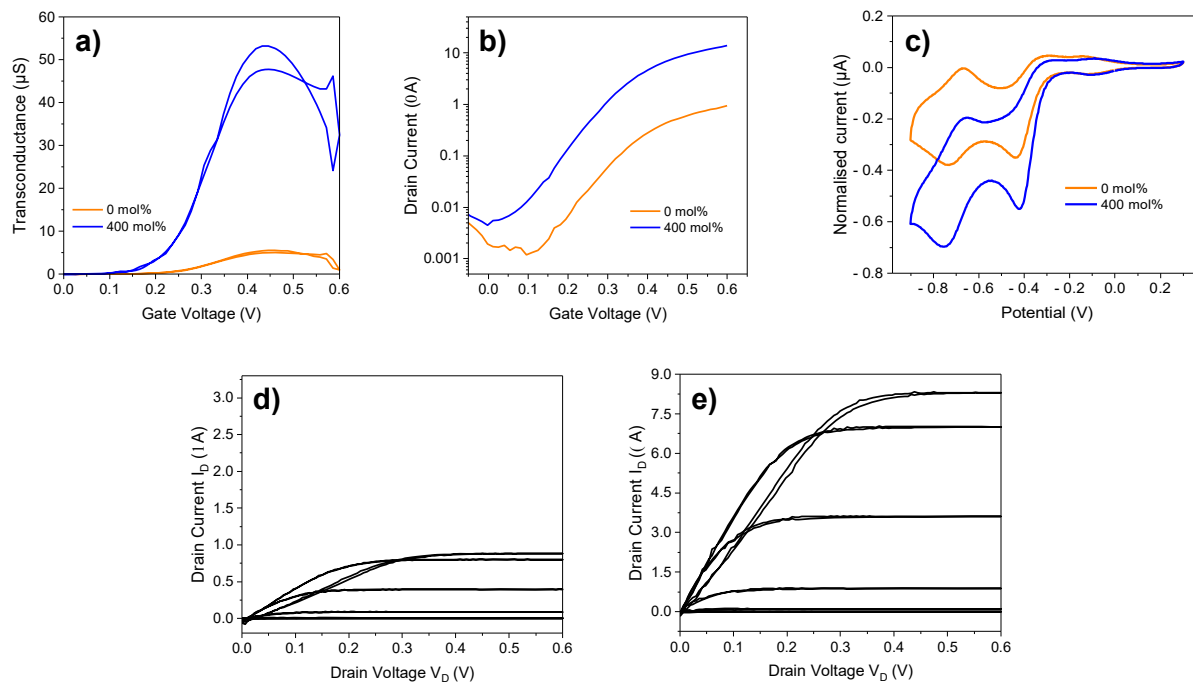 a)
60
50
40
30
20
10
0
Transconductance (µS)
0 mol%
400 mol%
0.0 0.1 0.2 0.3 0.4 0.5 0.6
Gate Voltage (V)
b)
10
1
0.1
0.01
0.001
Drain Current (0A)
0 mol%
400 mol%
0.0 0.1 0.2 0.3 0.4 0.5 0.6
Gate Voltage (V)
c)
0.2
0.0
- 0.2
- 0.4
- 0.6
- 0.8
Normalised current (µA)
0 mol%
400 mol%
- 0.8 - 0.6 - 0.4 - 0.2 0.0 0.2
Potential (V)
d)
3.0
2.5
2.0
1.5
1.0
0.5
0.0
Drain Current I_D (1A)
0.0 0.1 0.2 0.3 0.4 0.5 0.6
Drain Voltage V_D (V)
e)
9.0
7.5
6.0
4.5
3.0
1.5
0.0
Drain Current I_D (( A)
0.0 0.1 0.2 0.3 0.4 0.5 0.6
Drain Voltage V_D (V)